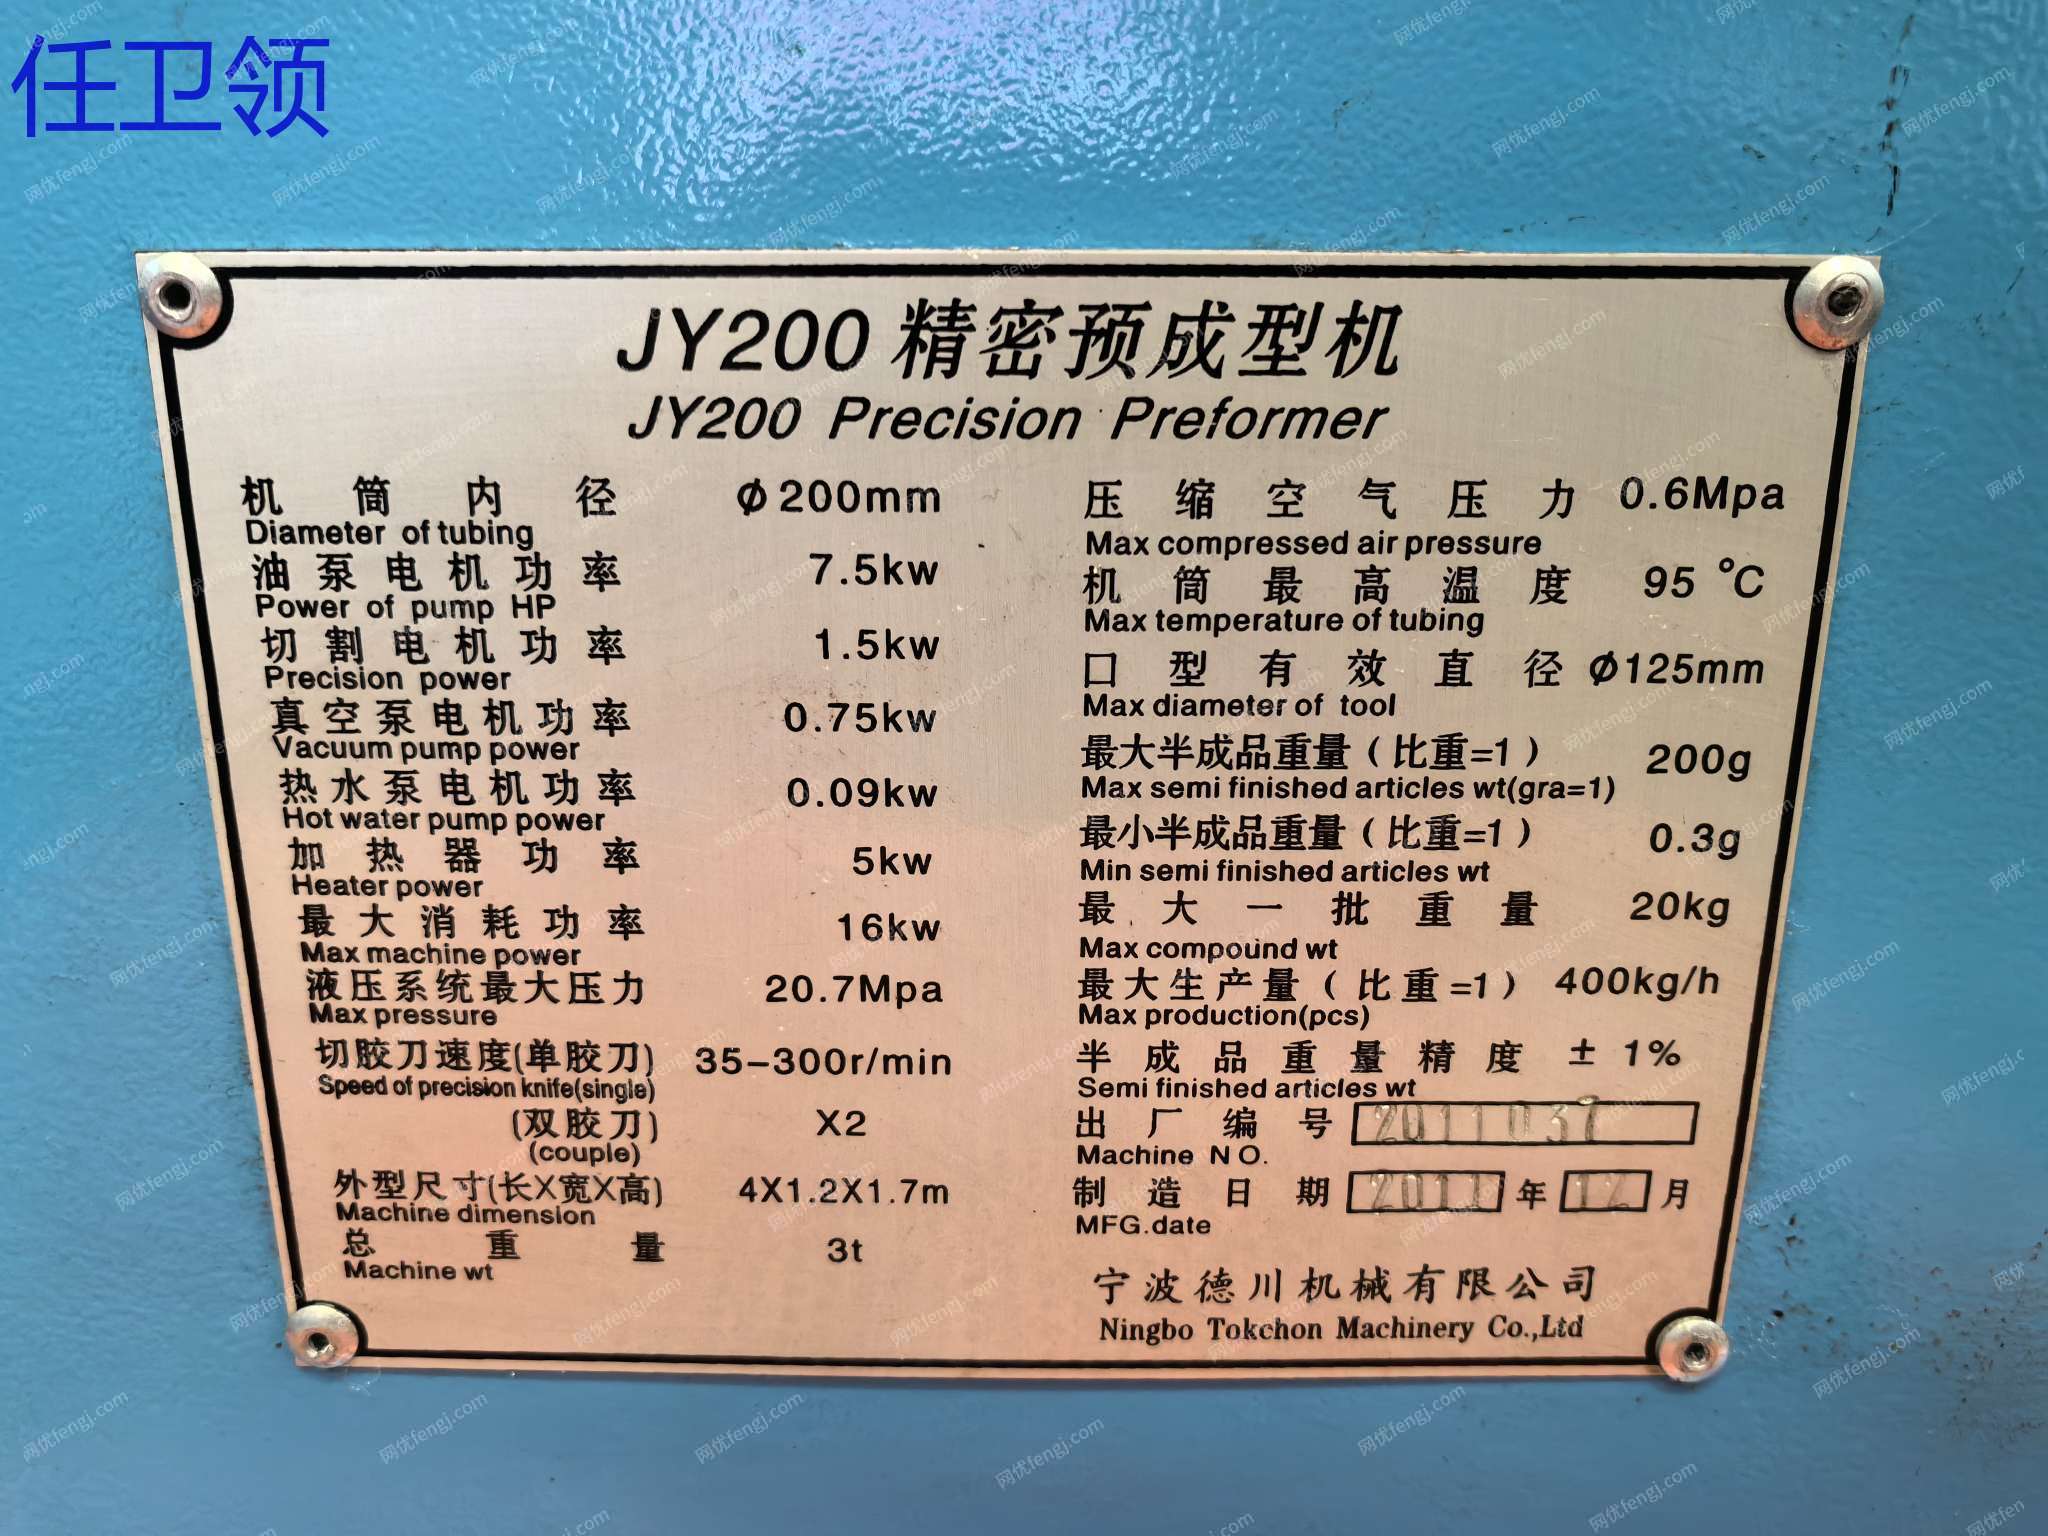 任卫领
JY200 精密预成型机
JY200 Precision Preformer
机筒内径 Φ200mm
Diameter of tubing
油泵电机功率 7.5kw
Power of pump HP
切割电机功率 1.5kw
Precision power
真空泵电机功率 0.75kw
Vacuum pump power
热水泵电机功率 0.09kw
Hot water pump power
加热器功率 5kw
Heater power
最大消耗功率 16kw
Max machine power
液压系统最大压力 20.7Mpa
Max pressure
切胶刀速度(单胶刀) 35-300r/min
Speed of precision knife(single)
(双胶刀) X2
(couple)
外型尺寸(长X宽X高) 4X1.2X1.7m
Machine dimension
总重量 3t
Machine wt
压缩空气压力 0.6Mpa
Max compressed air pressure
机筒最高温度 95 ℃
Max temperature of tubing
口型有效直径 Φ125mm
Max diameter of tool
最大半成品重量(比重=1) 200g
Max semi finished articles wt(gra=1)
最小半成品重量(比重=1) 0.3g
Min semi finished articles wt
最大一批重量 20kg
Max compound wt
最大生产量(比重=1) 400kg/h
Max production(pcs)
半成品重量精度 ± 1%
Semi finished articles wt
出厂编号 2011037
Machine NO.
制造日期 2011 年 12 月
MFG.date
宁波德川机械有限公司
Ningbo Tokchon Machinery Co.,Ltd
网优fengj.com